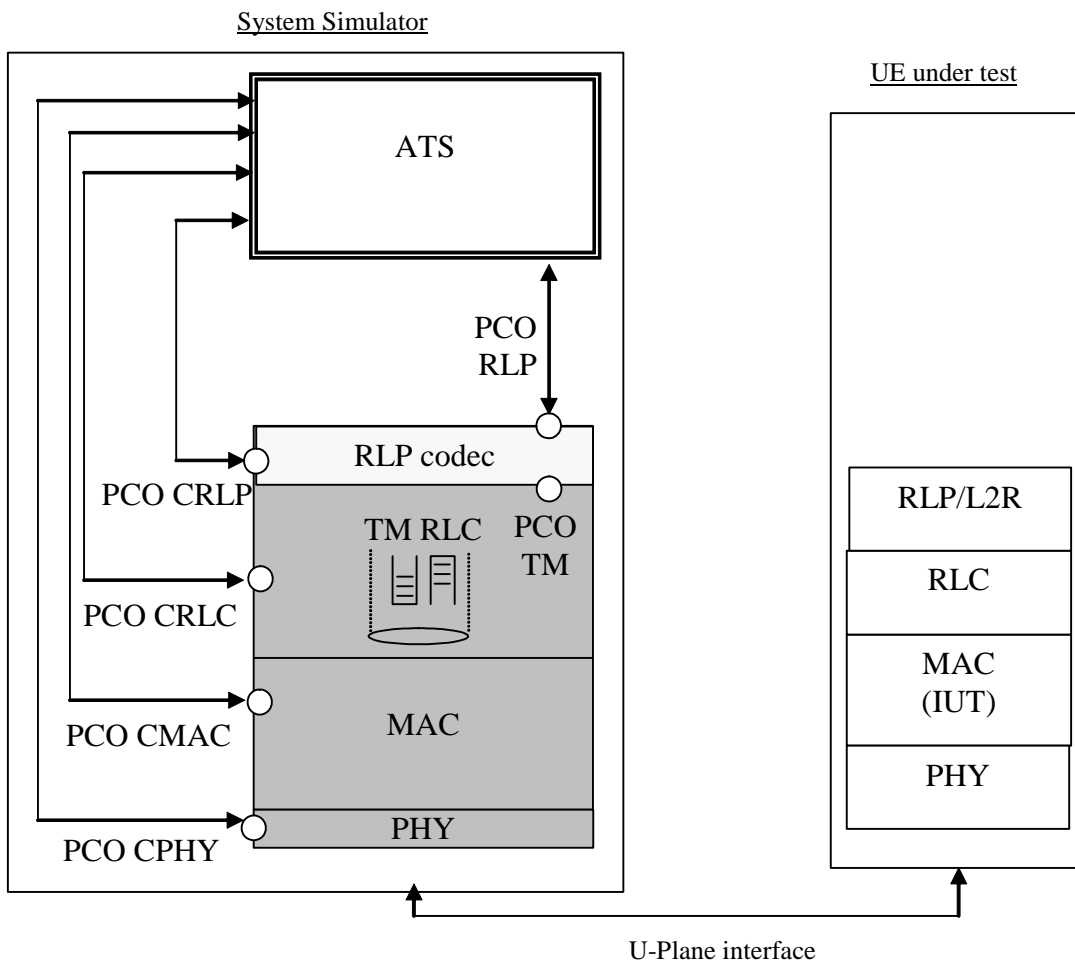 System Simulator
UE under test
ATS
PCO
RLP
RLP codec
PCO CRLP
TM RLC
PCO
TM
PCO CRLC
MAC
PCO CMAC
PHY
PCO CPHY
RLP/L2R
RLC
MAC
(IUT)
PHY
U-Plane interface